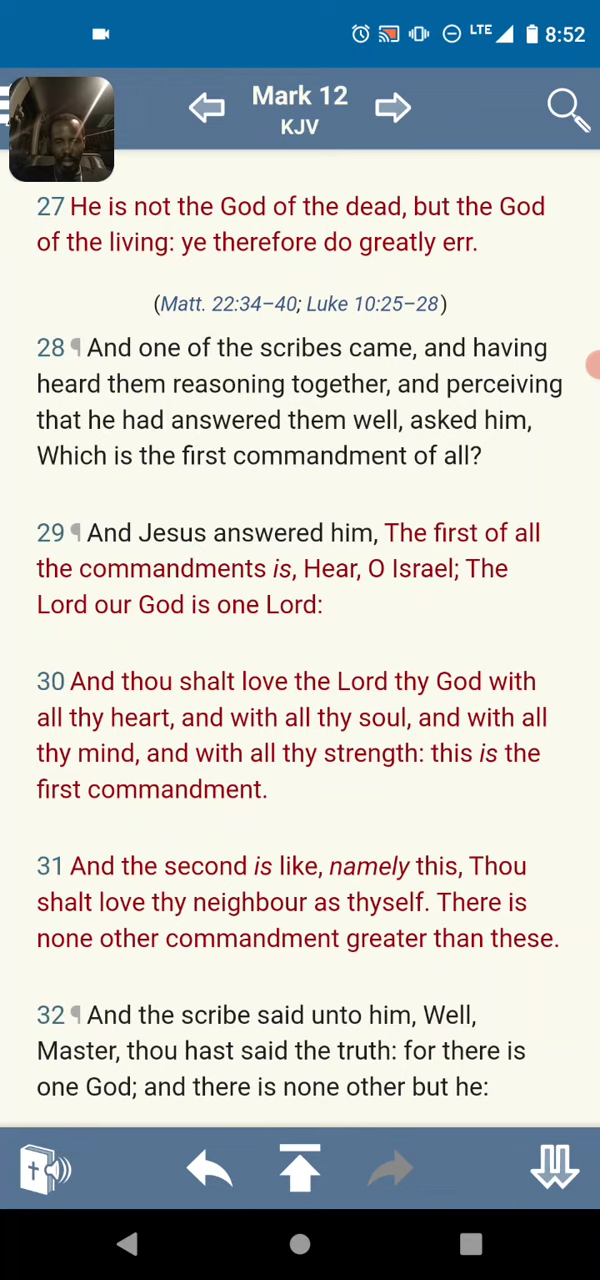 LTE 8:52
Mark 12
KJV
27 He is not the God of the dead, but the God
of the living: ye therefore do greatly err.
(Matt. 22:34–40; Luke 10:25–28)
28 ¶ And one of the scribes came, and having
heard them reasoning together, and perceiving
that he had answered them well, asked him,
Which is the first commandment of all?
29 ¶ And Jesus answered him, The first of all
the commandments is, Hear, O Israel; The
Lord our God is one Lord:
30 And thou shalt love the Lord thy God with
all thy heart, and with all thy soul, and with all
thy mind, and with all thy strength: this is the
first commandment.
31 And the second is like, namely this, Thou
shalt love thy neighbour as thyself. There is
none other commandment greater than these.
32 ¶ And the scribe said unto him, Well,
Master, thou hast said the truth: for there is
one God; and there is none other but he: